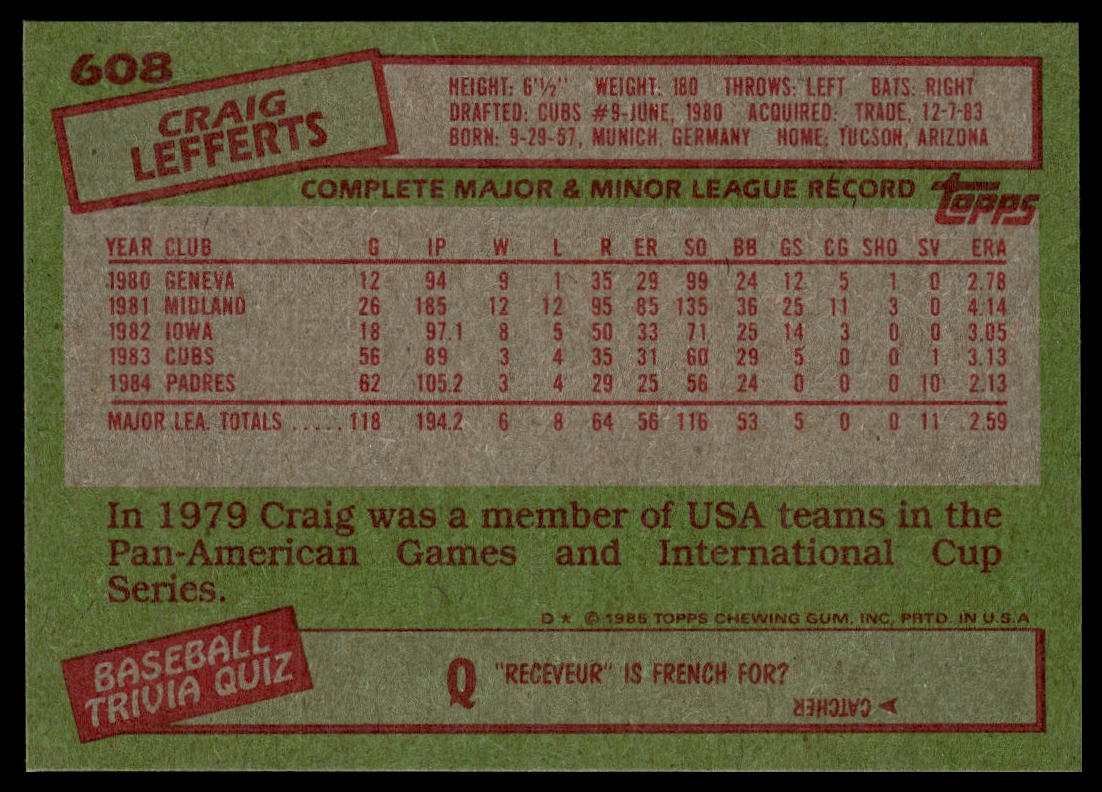 608
CRAIG
LEFFERTS
HEIGHT: 6'½" WEIGHT: 180 THROWS: LEFT BATS: RIGHT
DRAFTED: CUBS #9-JUNE, 1980 ACQUIRED: TRADE, 12-7-83
BORN: 9-29-57, MUNICH, GERMANY HOME: TUCSON, ARIZONA
COMPLETE MAJOR & MINOR LEAGUE RECORD topps
YEAR CLUB G IP W L R ER SO BB GS CG SHO SV ERA
1980 GENEVA 12 94 9 1 35 29 99 24 12 5 1 0 2.78
1981 MIDLAND 26 185 12 12 95 85 135 36 25 11 3 0 4.14
1982 IOWA 18 97.1 8 5 50 33 71 25 14 3 0 0 3.05
1983 CUBS 56 89 3 4 35 31 60 29 5 0 0 1 3.13
1984 PADRES 62 105.2 3 4 29 25 56 24 0 0 0 10 2.13
MAJOR LEA. TOTALS ..... 118 194.2 6 8 64 56 116 53 5 0 0 11 2.59
In 1979 Craig was a member of USA teams in the
Pan-American Games and International Cup
Series.
D* © 1985 TOPPS CHEWING GUM, INC. PRTD. IN U.S.A
BASEBALL
TRIVIA QUIZ
Q "RECEVEUR" IS FRENCH FOR?
CATCHER